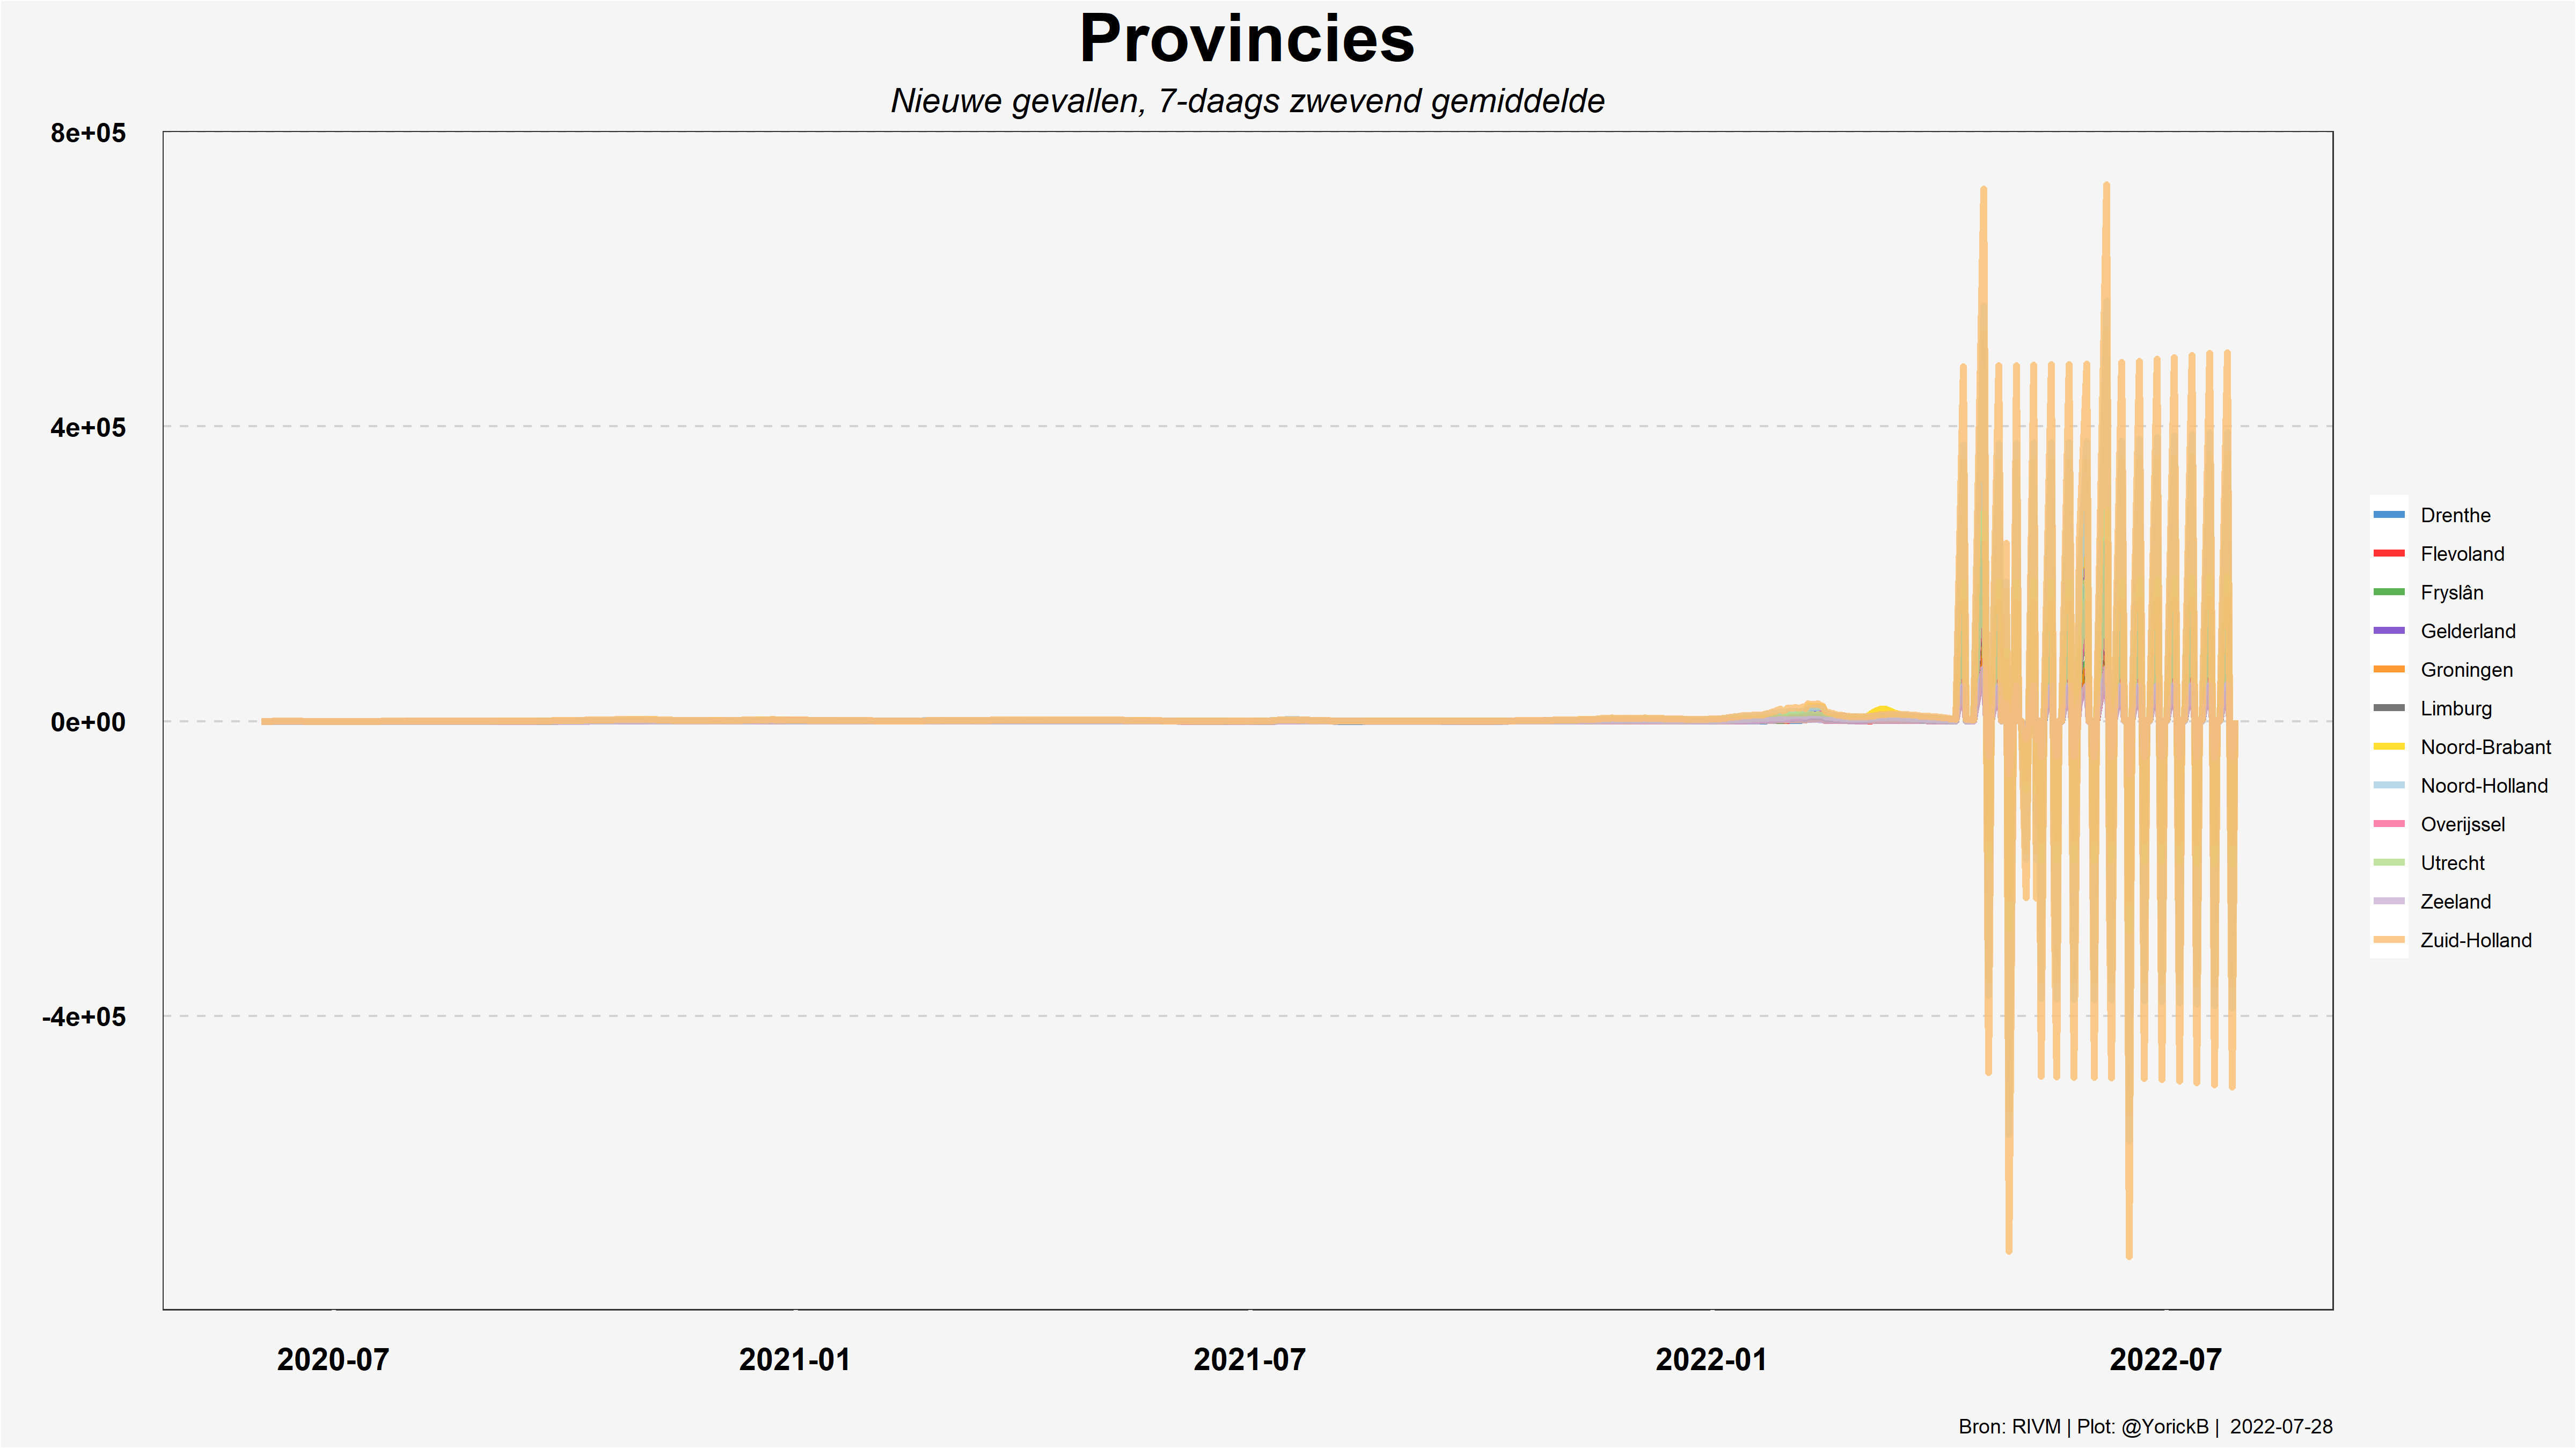 Provincies
Nieuwe gevallen, 7-daags zwevend gemiddelde
8e+05
4e+05
0e+00
-4e+05
2020-07
2021-01
2021-07
2022-01
2022-07
Drenthe
Flevoland
Fryslân
Gelderland
Groningen
Limburg
Noord-Brabant
Noord-Holland
Overijssel
Utrecht
Zeeland
Zuid-Holland
Bron: RIVM | Plot: @YorickB | 2022-07-28